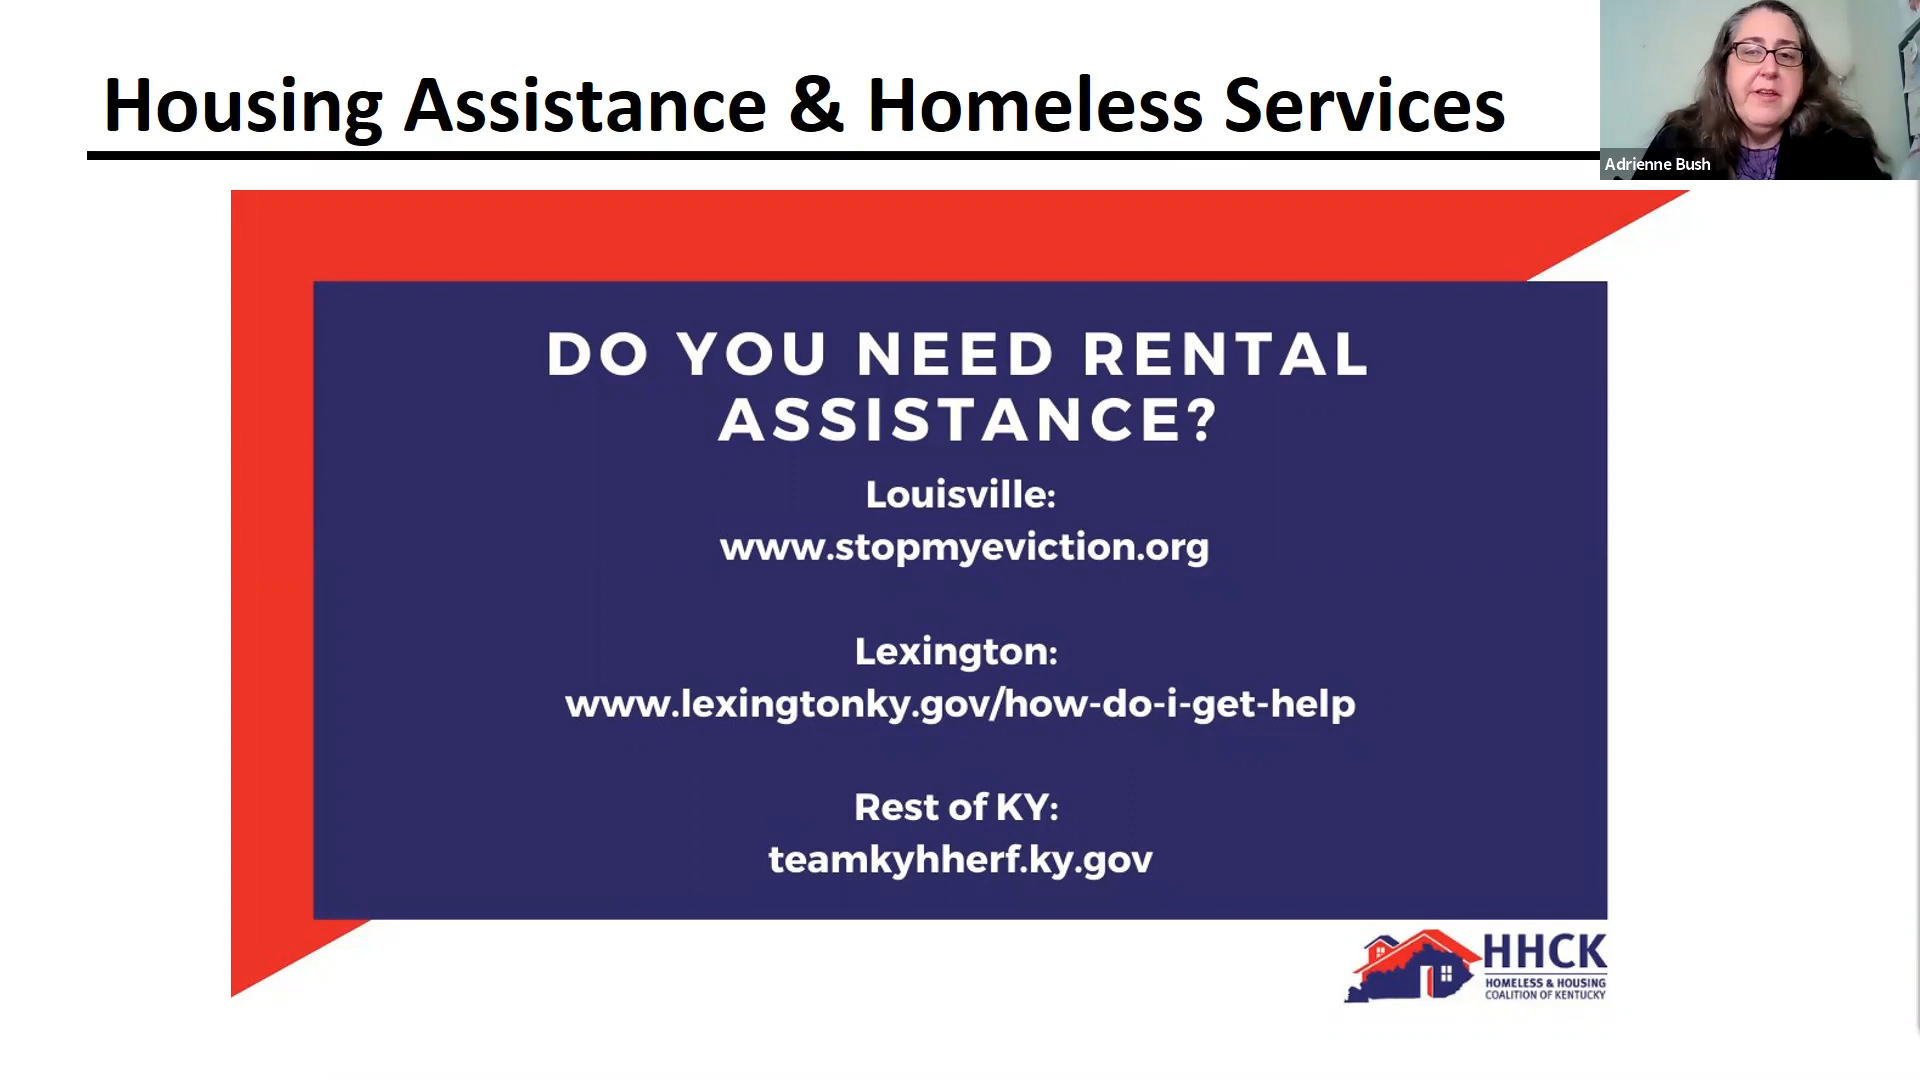 Housing Assistance & Homeless Services
Adrienne Bush
DO YOU NEED RENTAL
ASSISTANCE?
Louisville:
www.stopmyeviction.org
Lexington:
www.lexingtonky.gov/how-do-i-get-help
Rest of KY:
teamkyhherf.ky.gov
HHCK
HOMELESS & HOUSING
COALITION OF KENTUCKY